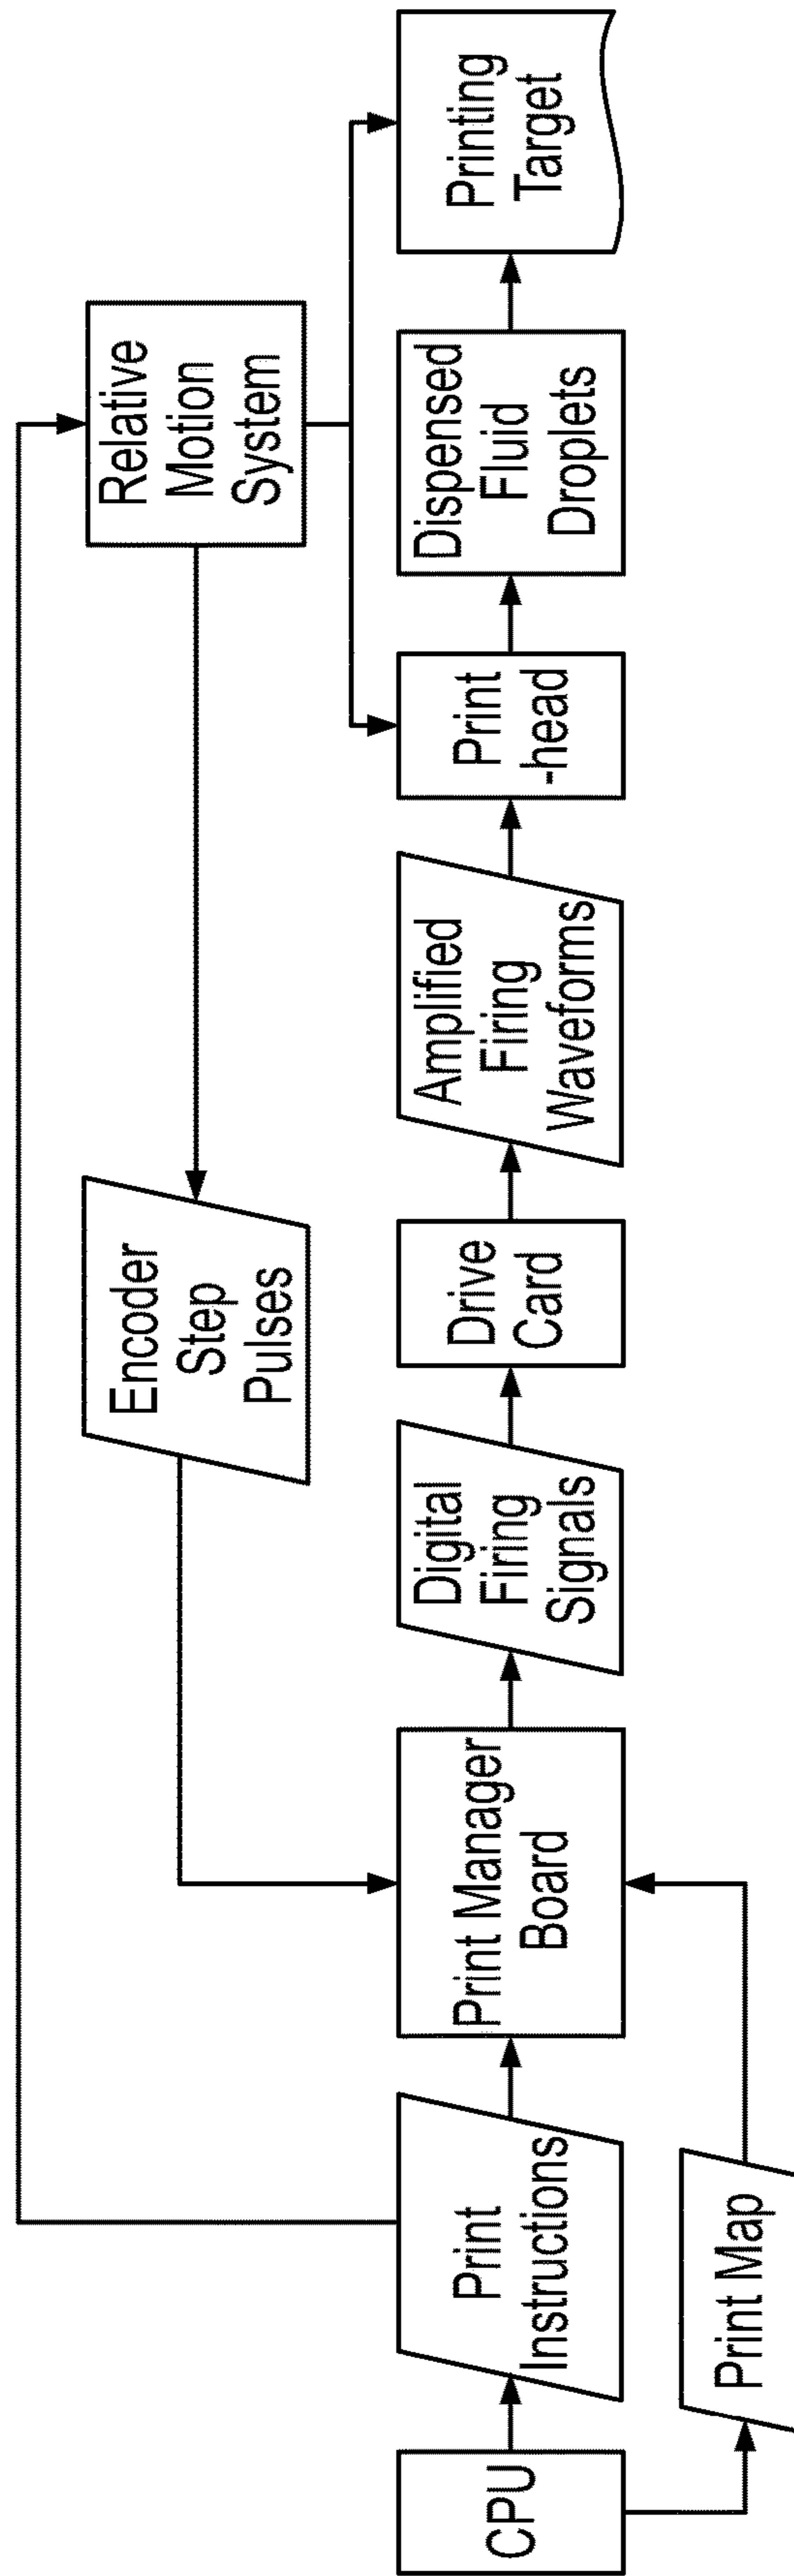 Relative
Motion
System
Encoder
Step
Pulses
CPU
Print
Instructions
Print Manager
Board
Digital
Firing
Signals
Drive
Card
Amplified
Firing
Waveforms
Print
-head
Dispensed
Fluid
Droplets
Printing
Target
Print Map